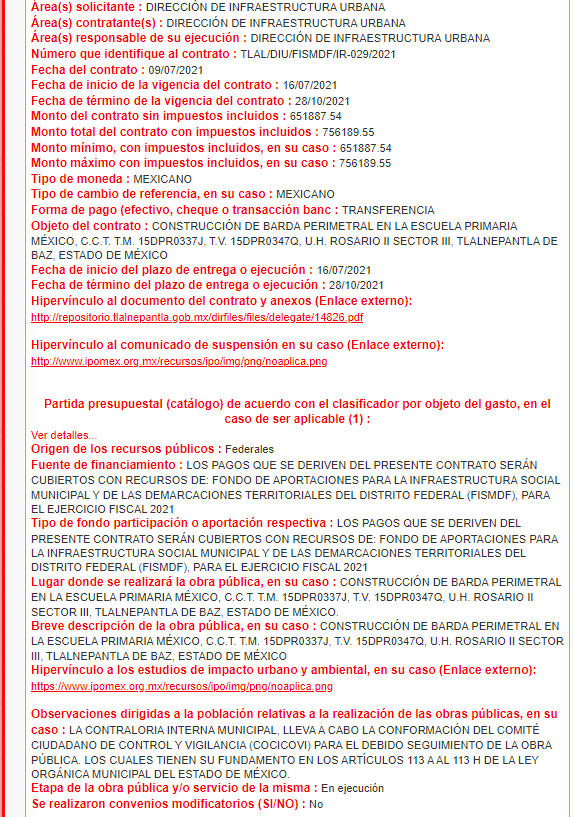 Área(s) solicitante : DIRECCIÓN DE INFRAESTRUCTURA URBANA
Área(s) contratante(s) : DIRECCIÓN DE INFRAESTRUCTURA URBANA
Área(s) responsable de su ejecución : DIRECCIÓN DE INFRAESTRUCTURA URBANA
Número que identifique al contrato : TLAL/DIU/FISMDF/IR-029/2021
Fecha del contrato : 09/07/2021
Fecha de inicio de la vigencia del contrato : 16/07/2021
Fecha de término de la vigencia del contrato : 28/10/2021
Monto del contrato sin impuestos incluidos : 651887.54
Monto total del contrato con impuestos incluidos : 756189.55
Monto mínimo, con impuestos incluidos, en su caso : 651887.54
Monto máximo con impuestos incluidos, en su caso : 756189.55
Tipo de moneda : MEXICANO
Tipo de cambio de referencia, en su caso : MEXICANO
Forma de pago (efectivo, cheque o transacción banc : TRANSFERENCIA
Objeto del contrato : CONSTRUCCIÓN DE BARDA PERIMETRAL EN LA ESCUELA PRIMARIA
MÉXICO, C.C.T. T.M. 15DPR0337J, T.V. 15DPR0347Q, U.H. ROSARIO II SECTOR III, TLALNEPANTLA DE
BAZ, ESTADO DE MÉXICO
Fecha de inicio del plazo de entrega o ejecución : 16/07/2021
Fecha de término del plazo de entrega o ejecución : 28/10/2021
Hipervínculo al documento del contrato y anexos (Enlace externo):
http://repositorio.tlalnepantla.gob.mx/dirfiles/files/delegate/14826.pdf
Hipervínculo al comunicado de suspensión en su caso (Enlace externo):
http://www.ipomex.org.mx/recursos/ipo/img/png/noaplica.png
Partida presupuestal (catálogo) de acuerdo con el clasificador por objeto del gasto, en el
caso de ser aplicable (1) :
Ver detalles...
Origen de los recursos públicos : Federales
Fuente de financiamiento : LOS PAGOS QUE SE DERIVEN DEL PRESENTE CONTRATO SERÁN
CUBIERTOS CON RECURSOS DE: FONDO DE APORTACIONES PARA LA INFRAESTRUCTURA SOCIAL
MUNICIPAL Y DE LAS DEMARCACIONES TERRITORIALES DEL DISTRITO FEDERAL (FISMDF), PARA
EL EJERCICIO FISCAL 2021
Tipo de fondo participación o aportación respectiva : LOS PAGOS QUE SE DERIVEN DEL
PRESENTE CONTRATO SERÁN CUBIERTOS CON RECURSOS DE: FONDO DE APORTACIONES PARA
LA INFRAESTRUCTURA SOCIAL MUNICIPAL Y DE LAS DEMARCACIONES TERRITORIALES DEL
DISTRITO FEDERAL (FISMDF), PARA EL EJERCICIO FISCAL 2021
Lugar donde se realizará la obra pública, en su caso : CONSTRUCCIÓN DE BARDA PERIMETRAL
EN LA ESCUELA PRIMARIA MÉXICO, C.C.T. T.M. 15DPR0337J, T.V. 15DPR0347Q, U.H. ROSARIO II
SECTOR III, TLALNEPANTLA DE BAZ, ESTADO DE MÉXICO.
Breve descripción de la obra pública, en su caso : CONSTRUCCIÓN DE BARDA PERIMETRAL EN
LA ESCUELA PRIMARIA MÉXICO, C.C.T. T.M. 15DPR0337J, T.V. 15DPR0347Q, U.H. ROSARIO II SECTOR
III, TLALNEPANTLA DE BAZ, ESTADO DE MÉXICO
Hipervínculo a los estudios de impacto urbano y ambiental, en su caso (Enlace externo):
https://www.ipomex.org.mx/recursos/ipo/img/png/noaplica.png
Observaciones dirigidas a la población relativas a la realización de las obras públicas, en su
caso : LA CONTRALORIA INTERNA MUNICIPAL, LLEVA A CABO LA CONFORMACIÓN DEL COMITÉ
CIUDADANO DE CONTROL Y VIGILANCIA (COCICOVI) PARA EL DEBIDO SEGUIMIENTO DE LA OBRA
PÚBLICA. LOS CUALES TIENEN SU FUNDAMENTO EN LOS ARTÍCULOS 113 A AL 113 H DE LA LEY
ORGÁNICA MUNICIPAL DEL ESTADO DE MÉXICO.
Etapa de la obra pública y/o servicio de la misma : En ejecución
Se realizaron convenios modificatorios (SI/NO) : No